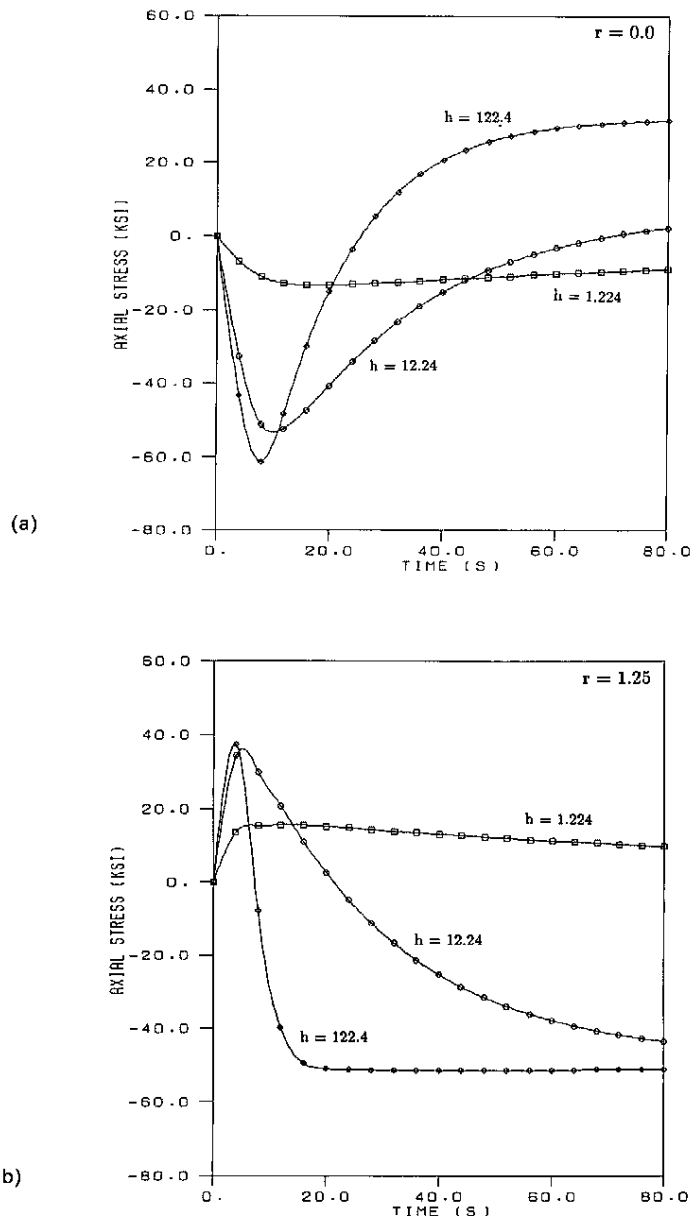 60.0
r = 0.0
40.0
h = 122.4
20.0
0.
AXIAL STRESS (KSI)
h = 1.224
-20.0
h = 12.24
-40.0
-60.0
(a)
-80.0
0. 20.0 40.0 60.0 80.0
TIME (S)
60.0
r = 1.25
40.0
20.0
h = 1.224
0.
AXIAL STRESS (KSI)
h = 12.24
-20.0
-40.0
h = 122.4
-60.0
b)
-80.0
0. 20.0 40.0 60.0 80.0
TIME (S)